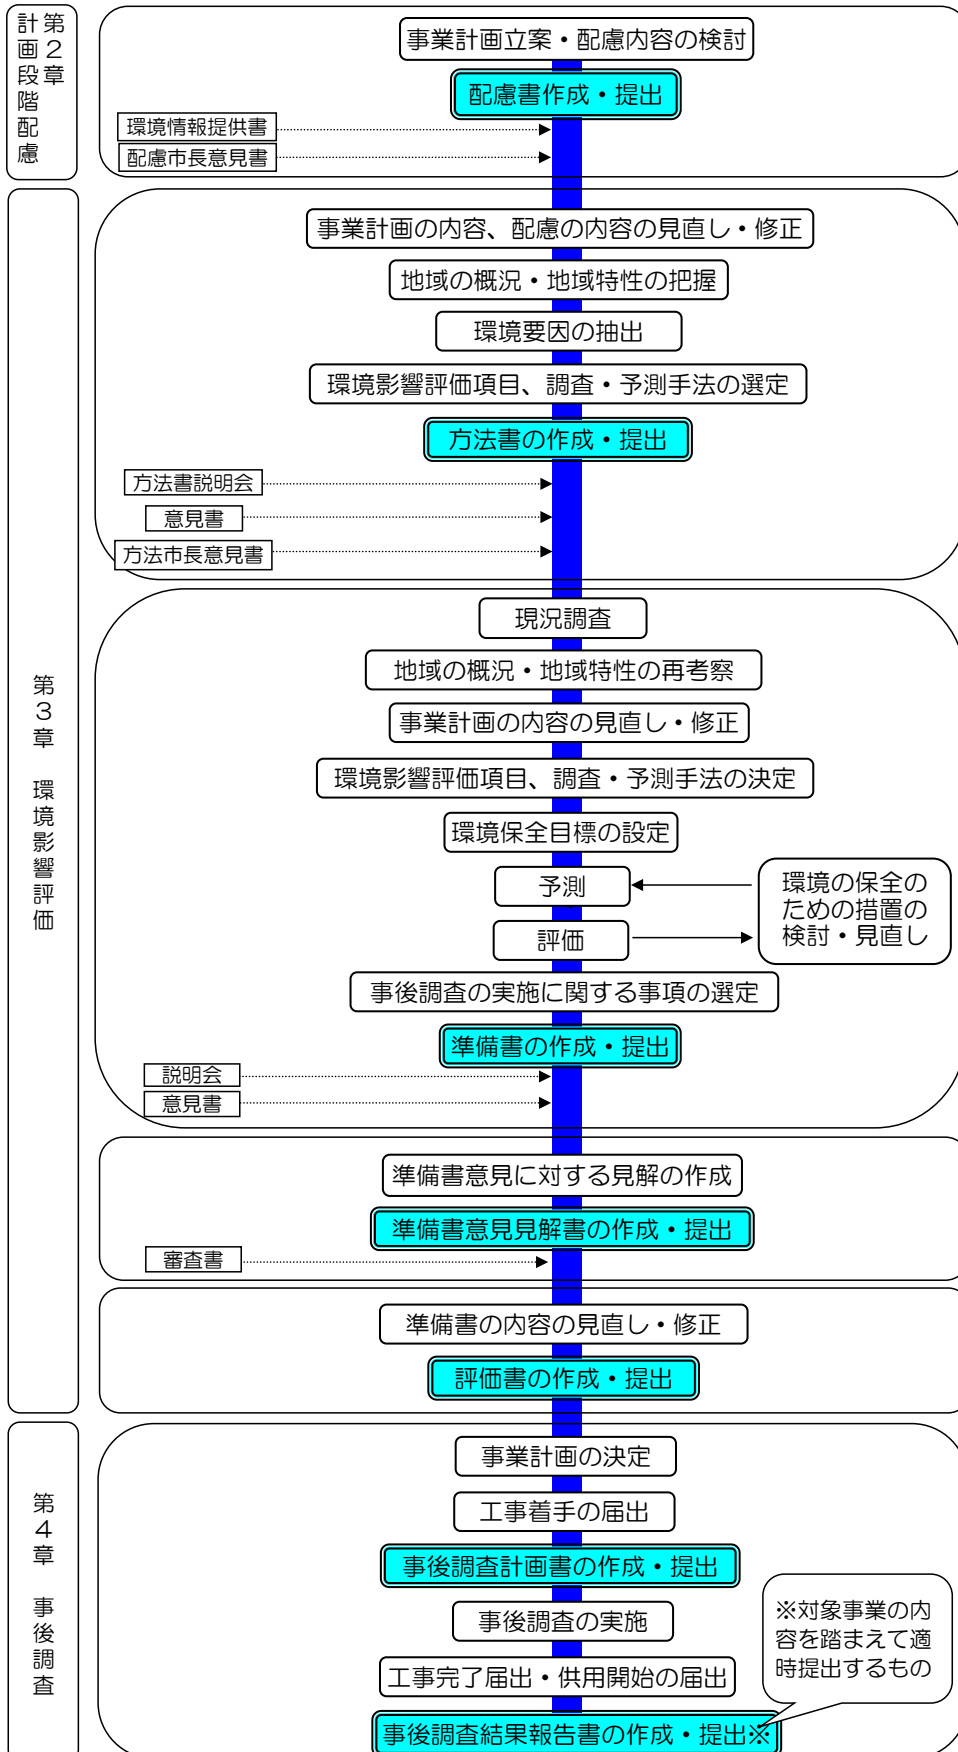 第2章
計画段階配慮
事業計画立案・配慮内容の検討
配慮書作成・提出
環境情報提供書
配慮市長意見書
第3章 環境影響評価
事業計画の内容、配慮の内容の見直し・修正
地域の概況・地域特性の把握
環境要因の抽出
環境影響評価項目、調査・予測手法の選定
方法書の作成・提出
方法書説明会
意見書
方法市長意見書
現況調査
地域の概況・地域特性の再考察
事業計画の内容の見直し・修正
環境影響評価項目、調査・予測手法の決定
環境保全目標の設定
予測
評価
環境の保全の
ための措置の
検討・見直し
事後調査の実施に関する事項の選定
準備書の作成・提出
説明会
意見書
準備書意見に対する見解の作成
準備書意見見解書の作成・提出
審査書
準備書の内容の見直し・修正
評価書の作成・提出
第4章 事後調査
事業計画の決定
工事着手の届出
事後調査計画書の作成・提出
事後調査の実施
工事完了届出・供用開始の届出
※対象事業の内
容を踏まえて適
時提出するもの
事後調査結果報告書の作成・提出※